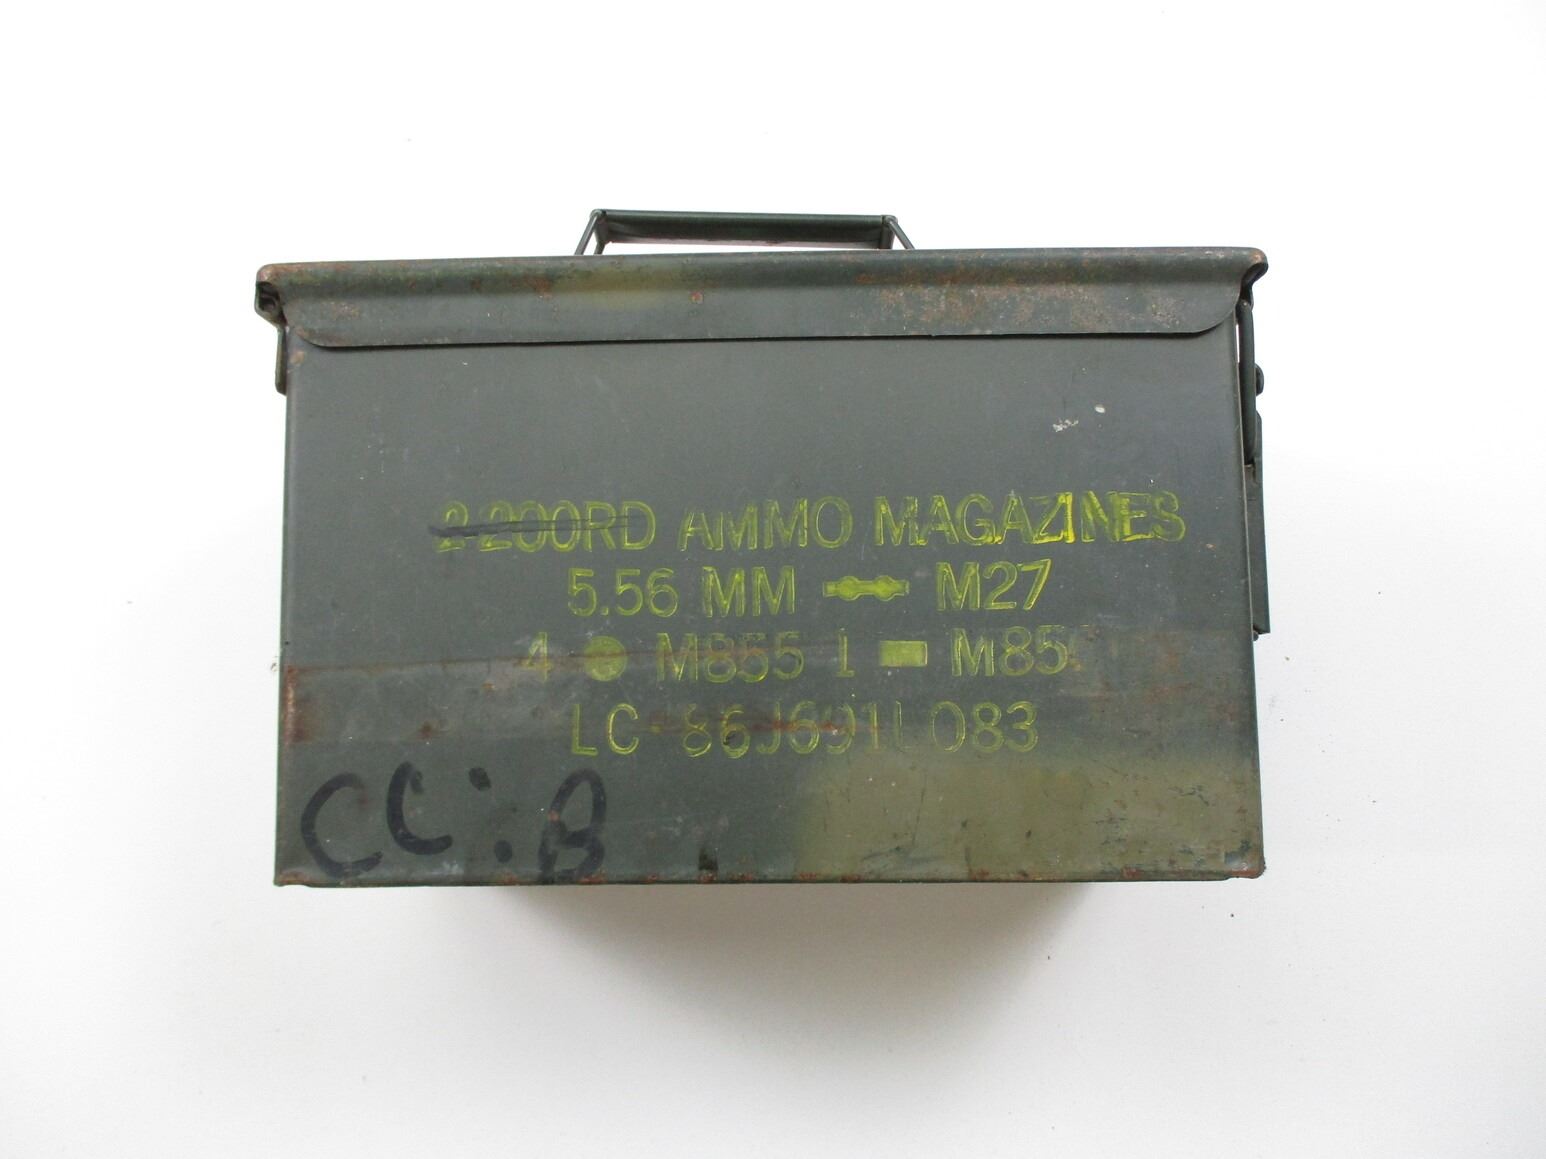 2-200RD AMMO MAGAZINES
5.56 MM M27
4 M855 1 M85
LC-86J691L083
CC:B